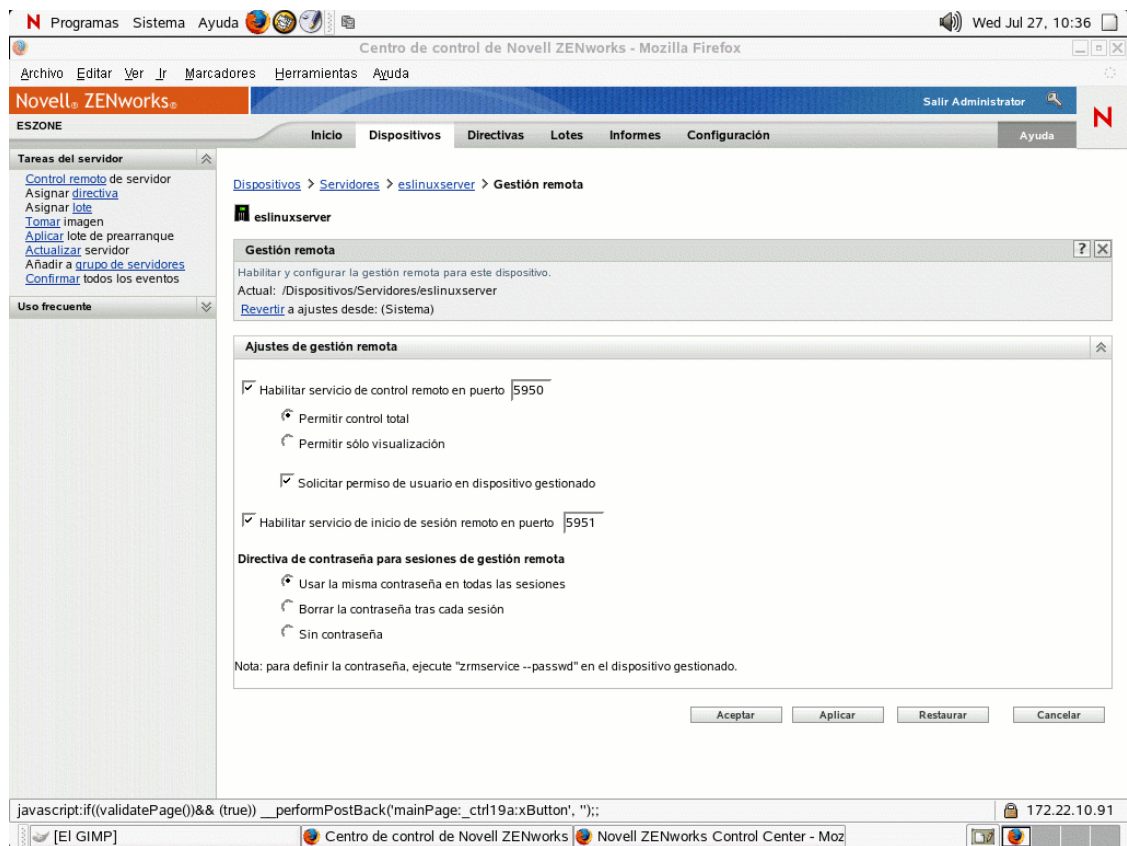 N Programas Sistema Ayuda
Wed Jul 27, 10:36
Centro de control de Novell ZENworks - Mozilla Firefox
Archivo Editar Ver Ir Marcadores Herramientas Ayuda
Novell® ZENworks®
Salir Administrator
N
ESZONE
Inicio Dispositivos Directivas Lotes Informes Configuración
Ayuda
Tareas del servidor
Control remoto de servidor
Asignar directiva
Asignar lote
Tomar imagen
Aplicar lote de prearranque
Actualizar servidor
Añadir a grupo de servidores
Confirmar todos los eventos
Uso frecuente
Dispositivos > Servidores > eslinuxserver > Gestión remota
eslinuxserver
Gestión remota
? X
Habilitar y configurar la gestión remota para este dispositivo.
Actual: /Dispositivos/Servidores/eslinuxserver
Revertir a ajustes desde: (Sistema)
Ajustes de gestión remota
Habilitar servicio de control remoto en puerto 5950
Permitir control total
Permitir sólo visualización
Solicitar permiso de usuario en dispositivo gestionado
Habilitar servicio de inicio de sesión remoto en puerto 5951
Directiva de contraseña para sesiones de gestión remota
Usar la misma contraseña en todas las sesiones
Borrar la contraseña tras cada sesión
Sin contraseña
Nota: para definir la contraseña, ejecute "zrmservice --passwd" en el dispositivo gestionado.
Aceptar Aplicar Restaurar Cancelar
javascript:if((validatePage())&& (true)) __performPostBack('mainPage:_ctrl19a:xButton', '');;
172.22.10.91
[El GIMP]
Centro de control de Novell ZENworks
Novell ZENworks Control Center - Moz